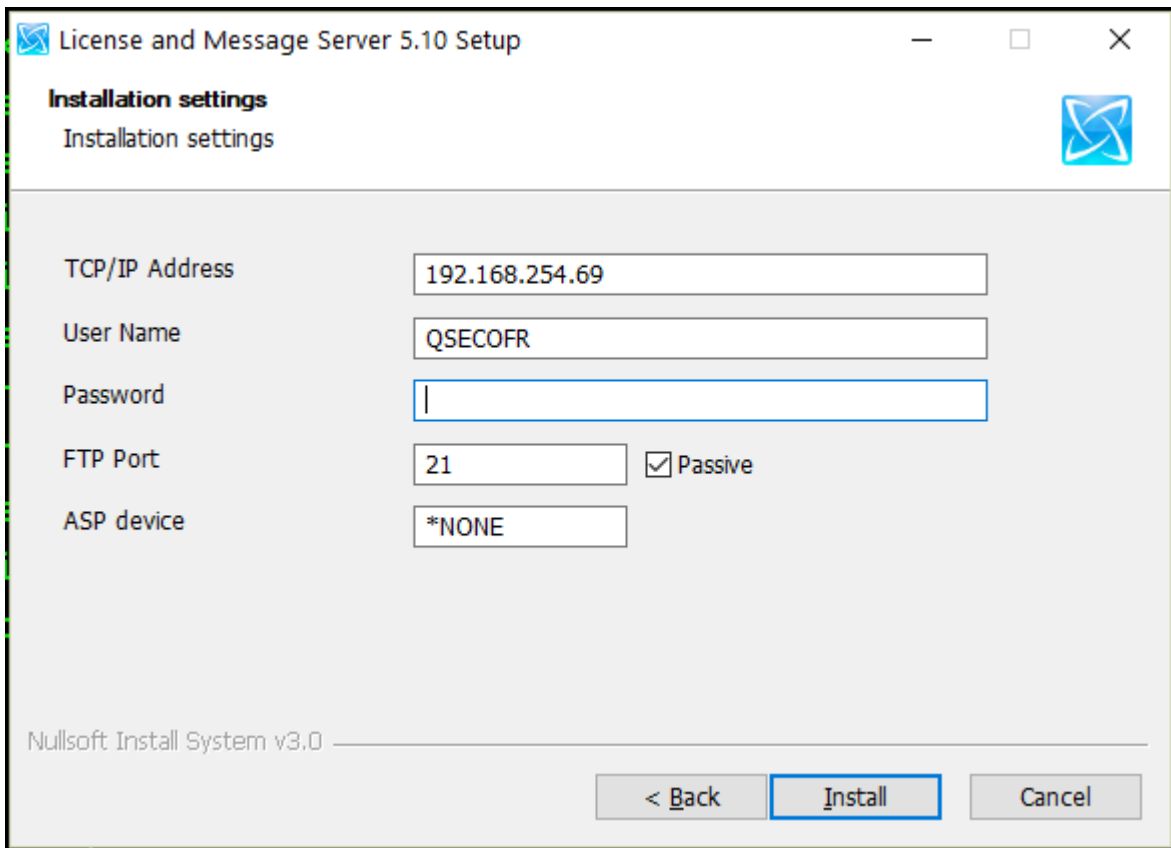 License and Message Server 5.10 Setup
Installation settings
Installation settings
TCP/IP Address 192.168.254.69
User Name QSECOFR
Password
FTP Port 21 Passive
ASP device *NONE
Nullsoft Install System v3.0
< Back Install Cancel